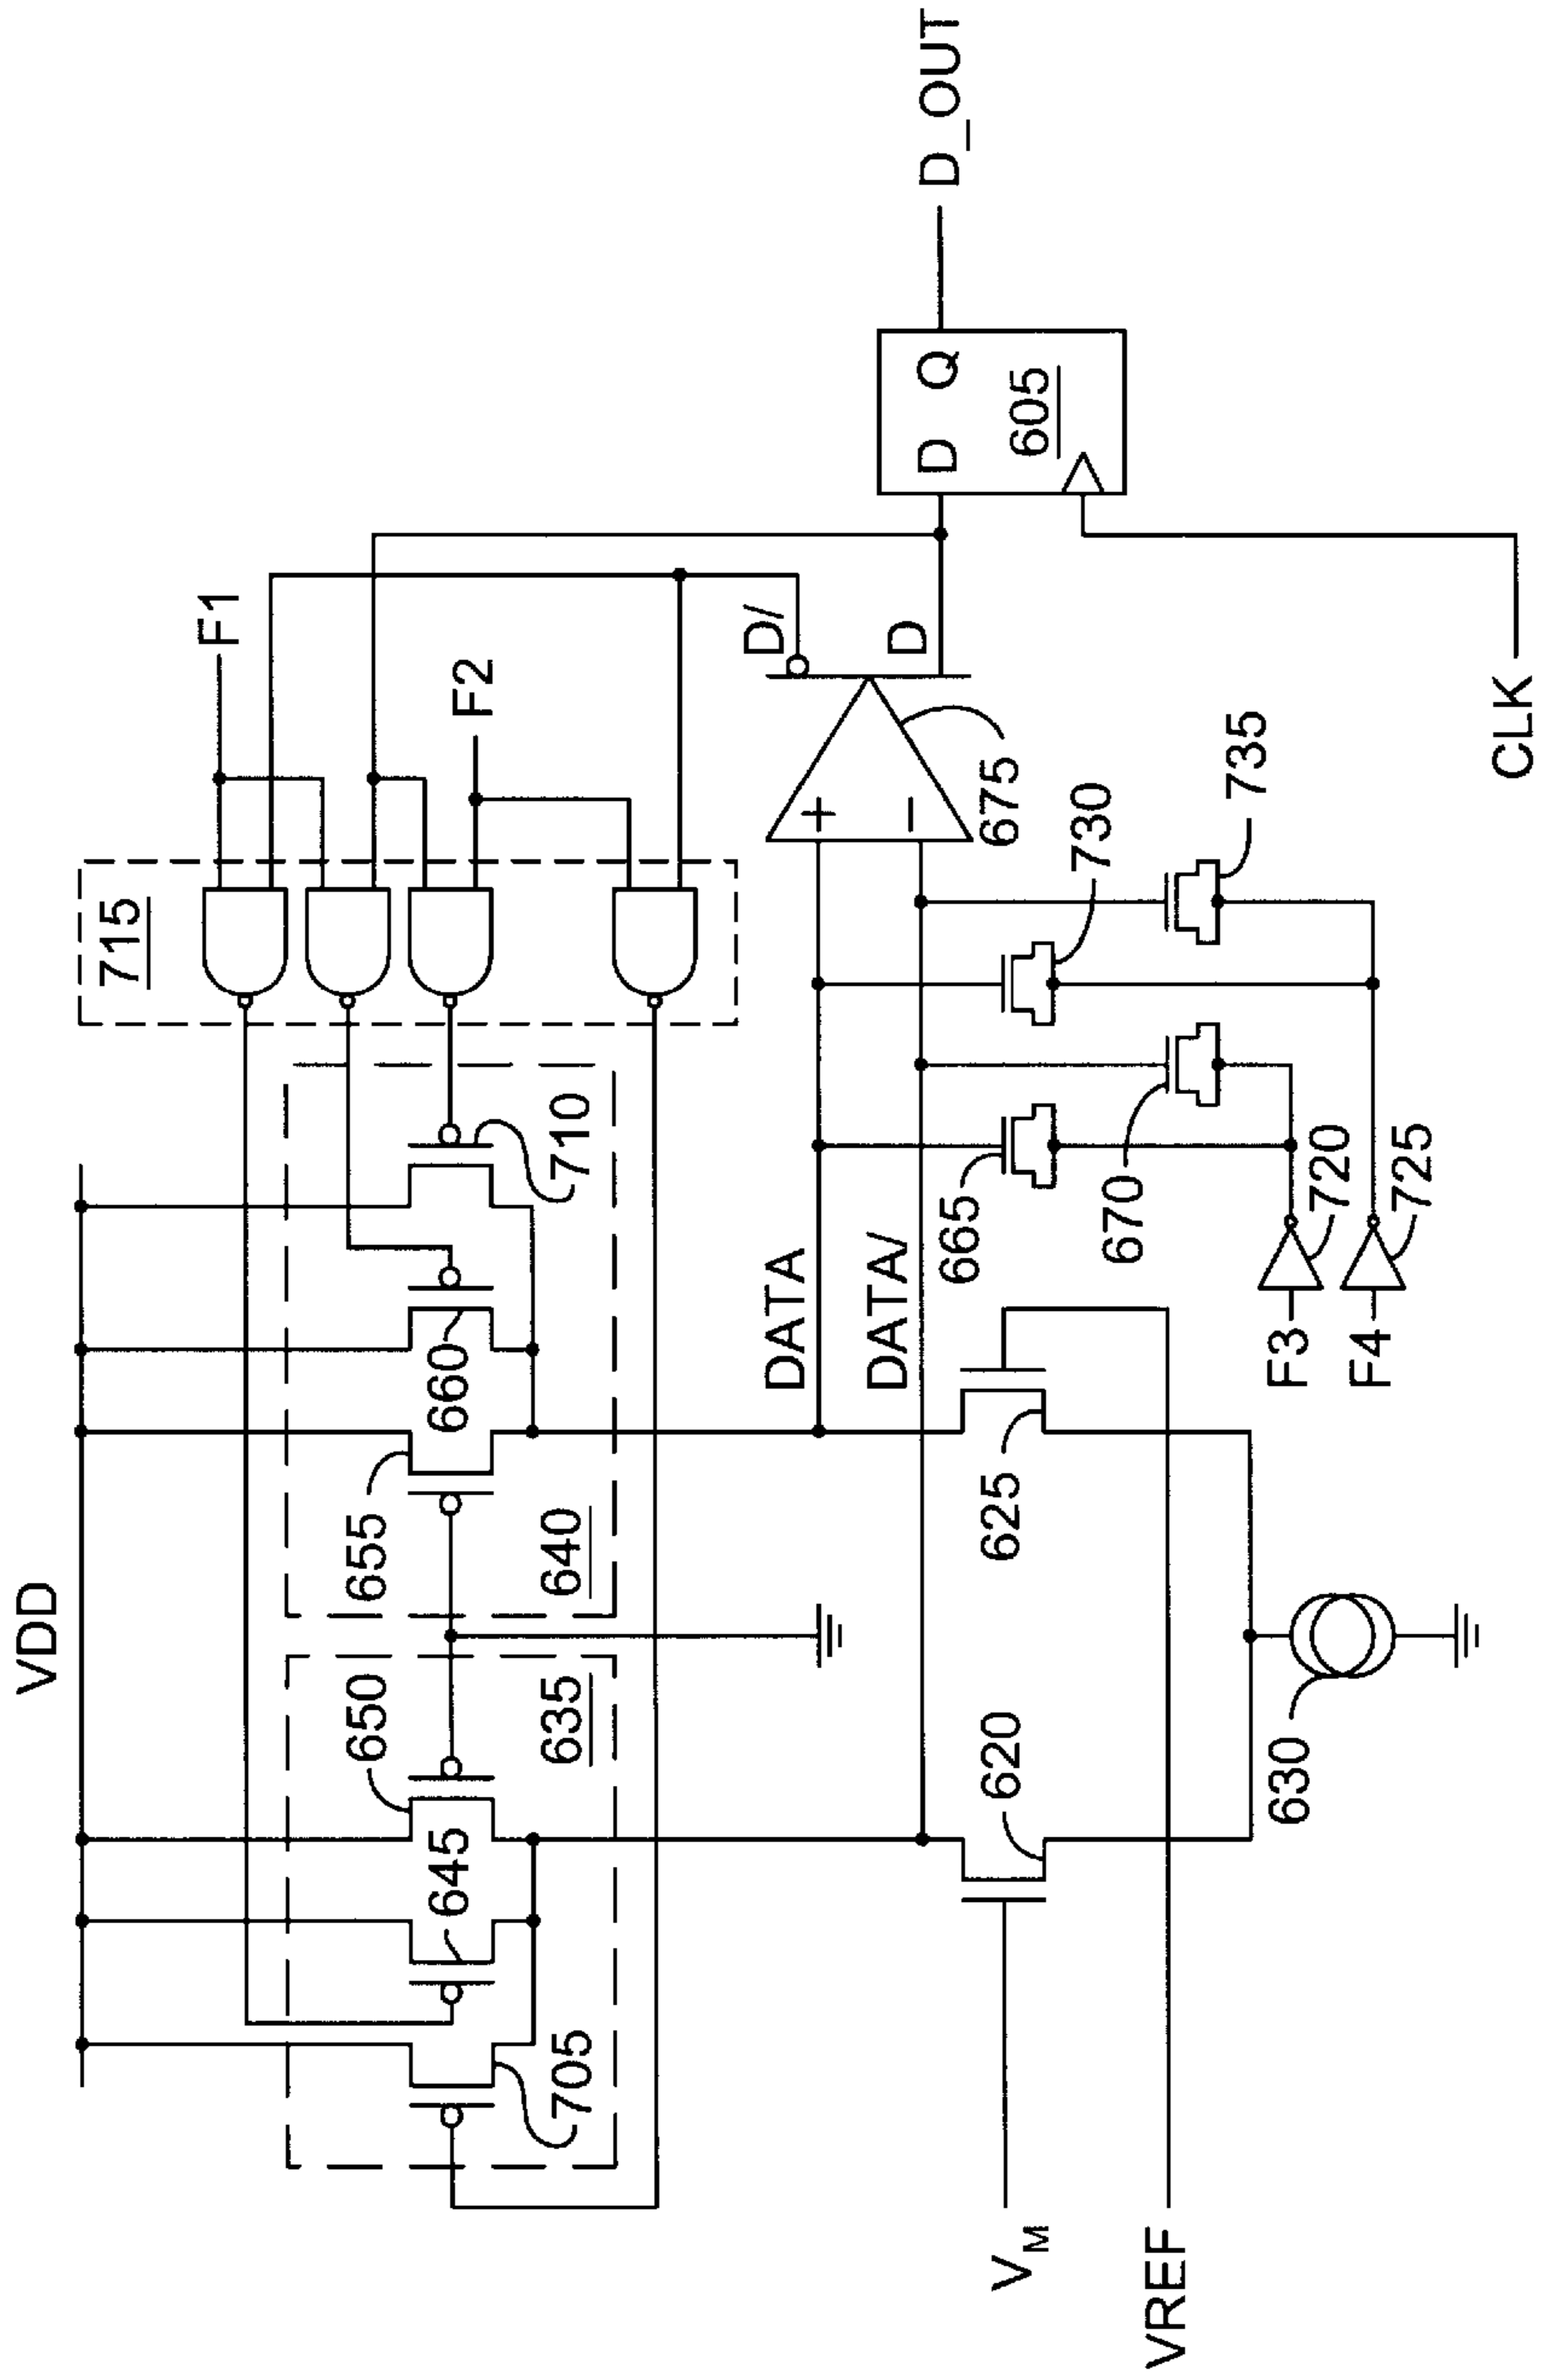 VDD
715
F1
F2
D/
D
D_OUT
D Q
605
CLK
710
660
655
640
650
645
635
705
DATA
DATA/
+
−
675
665
670
730
735
720
725
F3
F4
625
620
630
VM
VREF